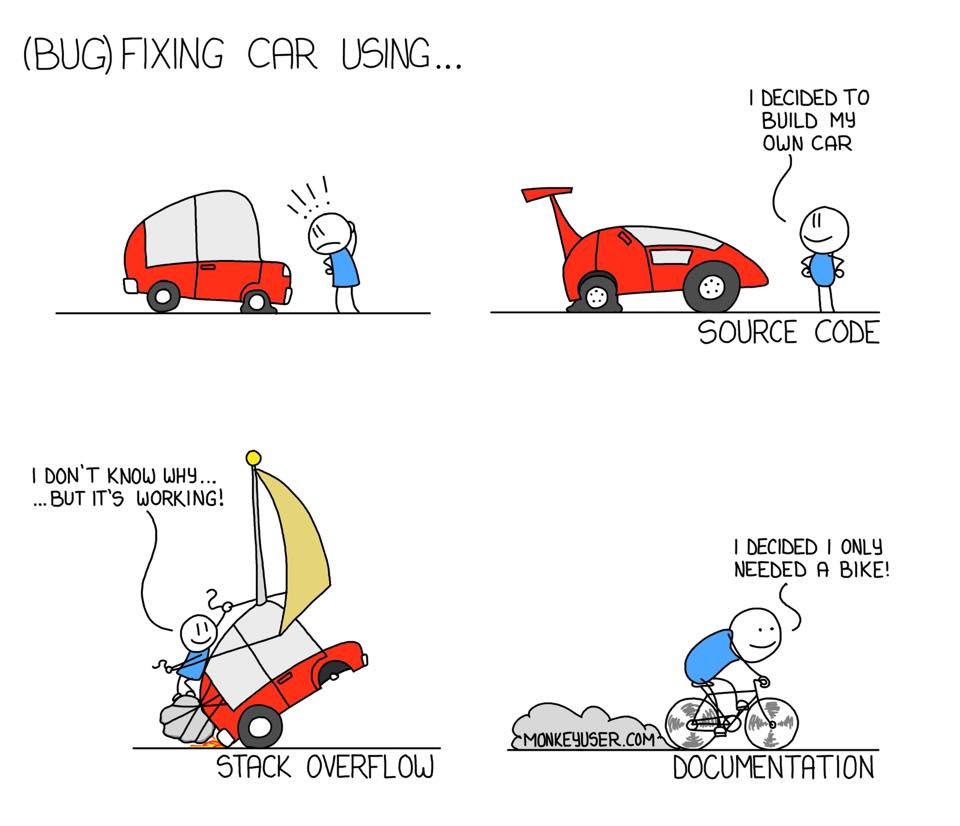 (BUG) FIXING CAR USING...
I DECIDED TO
BUILD MY
OWN CAR
SOURCE CODE
I DON'T KNOW WHY...
...BUT IT'S WORKING!
STACK OVERFLOW
I DECIDED I ONLY
NEEDED A BIKE!
MONKEYUSER.COM
DOCUMENTATION